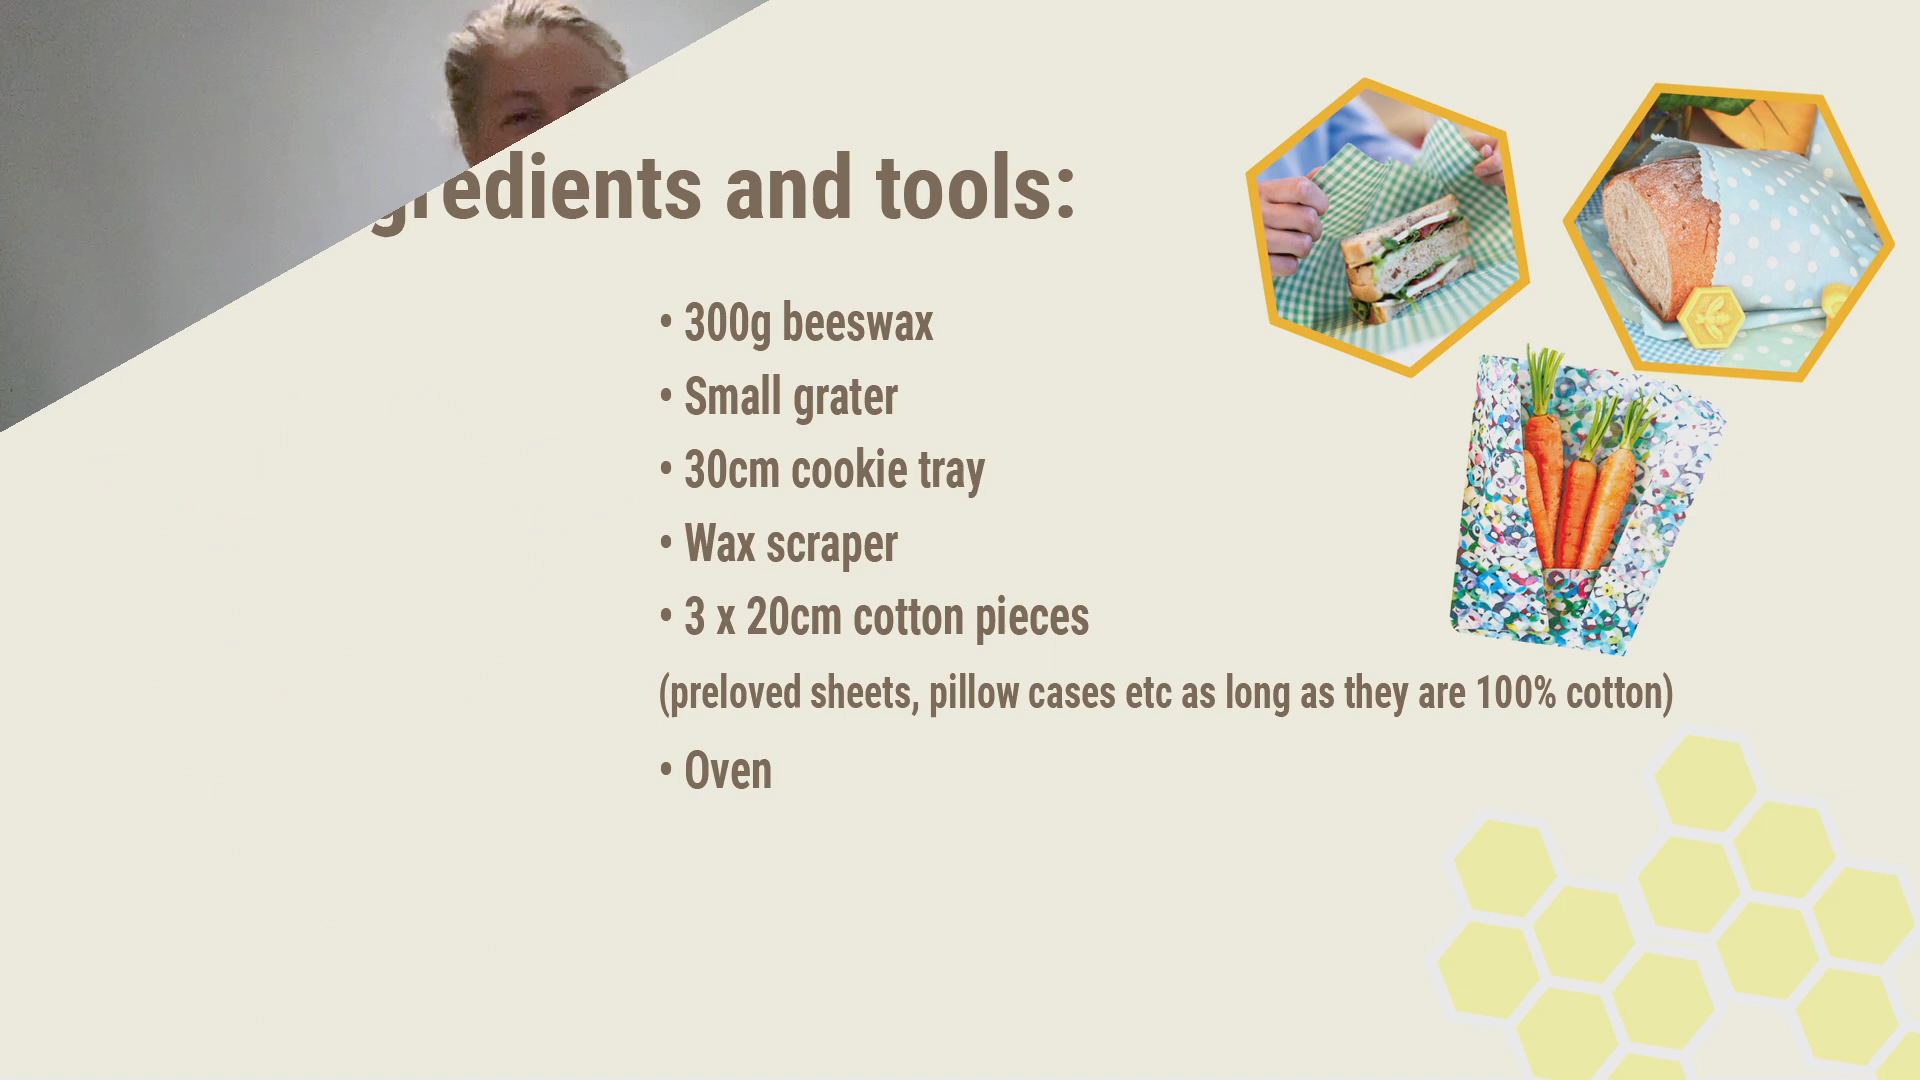 gredients and tools:
• 300g beeswax
• Small grater
• 30cm cookie tray
• Wax scraper
• 3 x 20cm cotton pieces
(preloved sheets, pillow cases etc as long as they are 100% cotton)
• Oven